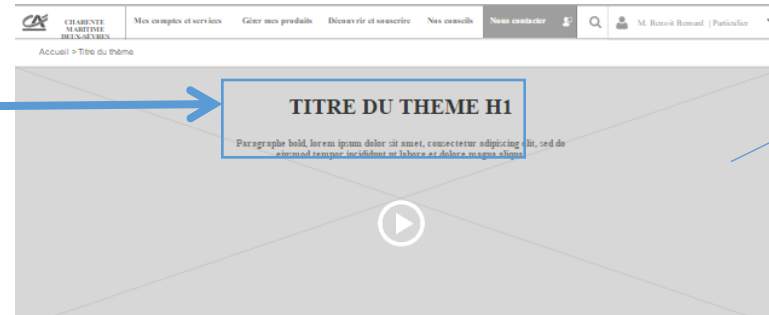 CA
CHARENTE
MARITIME
DEUX-SÈVRES
Mes comptes et services Gérer mes produits Découvrir et souscrire Nos conseils Nous contacter M. Benoit Bernard | Particulier
Accueil > Titre du thème
TITRE DU THEME H1
Paragraphe bold, lorem ipsum dolor sit amet, consectetur adipiscing elit, sed do
eiusmod tempor incididunt ut labore et dolore magna aliqua